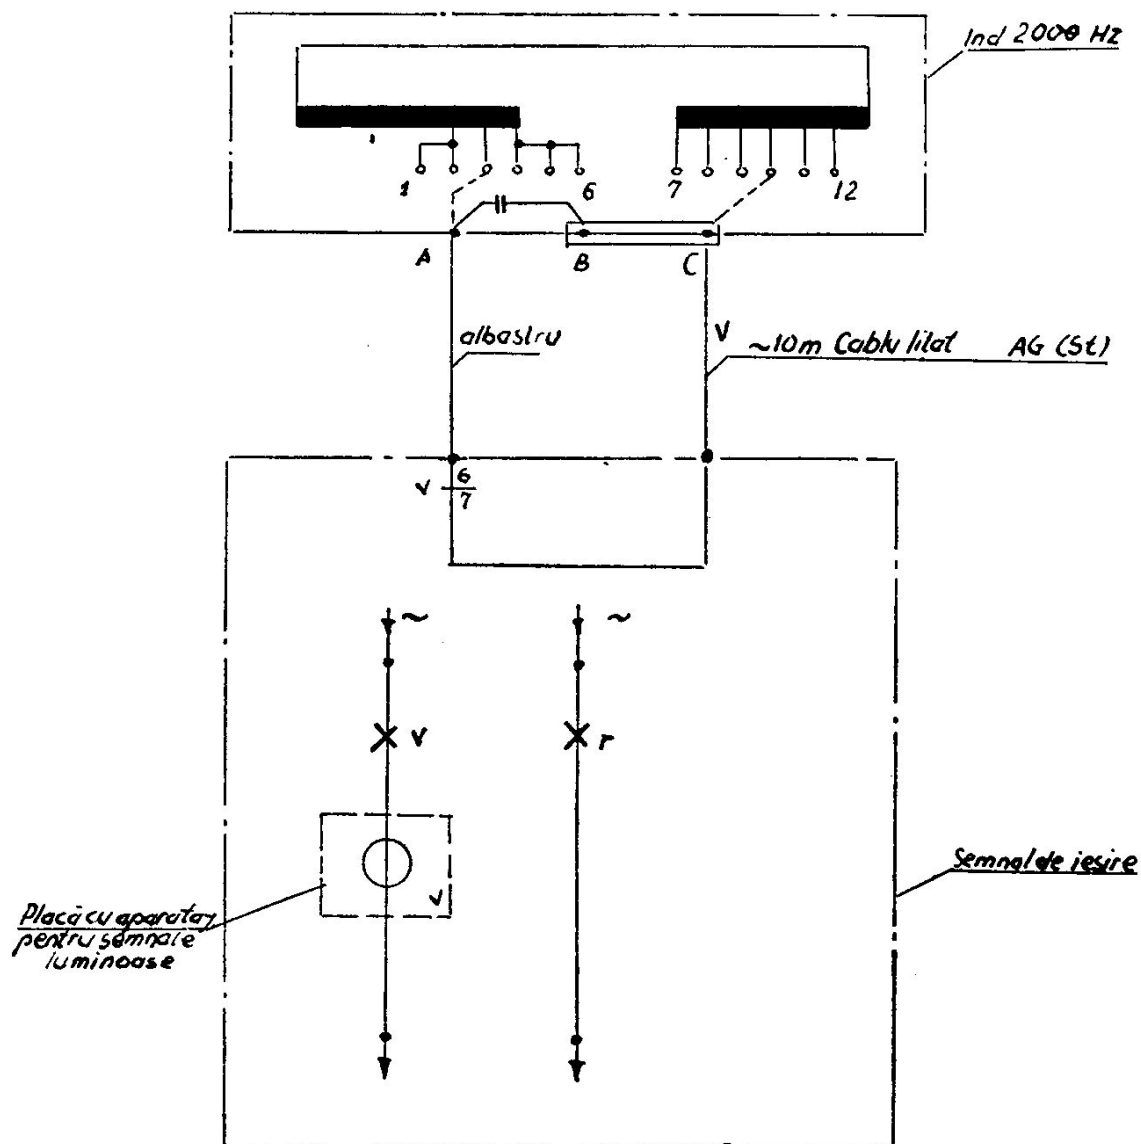 Ind 2000 Hz
1 6 7 12
A B C
albastru
V
~10m Cablu litat AG (St)
V 6
7
~ ~
V r
V
Semnal de iesire
Placă cu aparataj
pentru semnale
luminoase